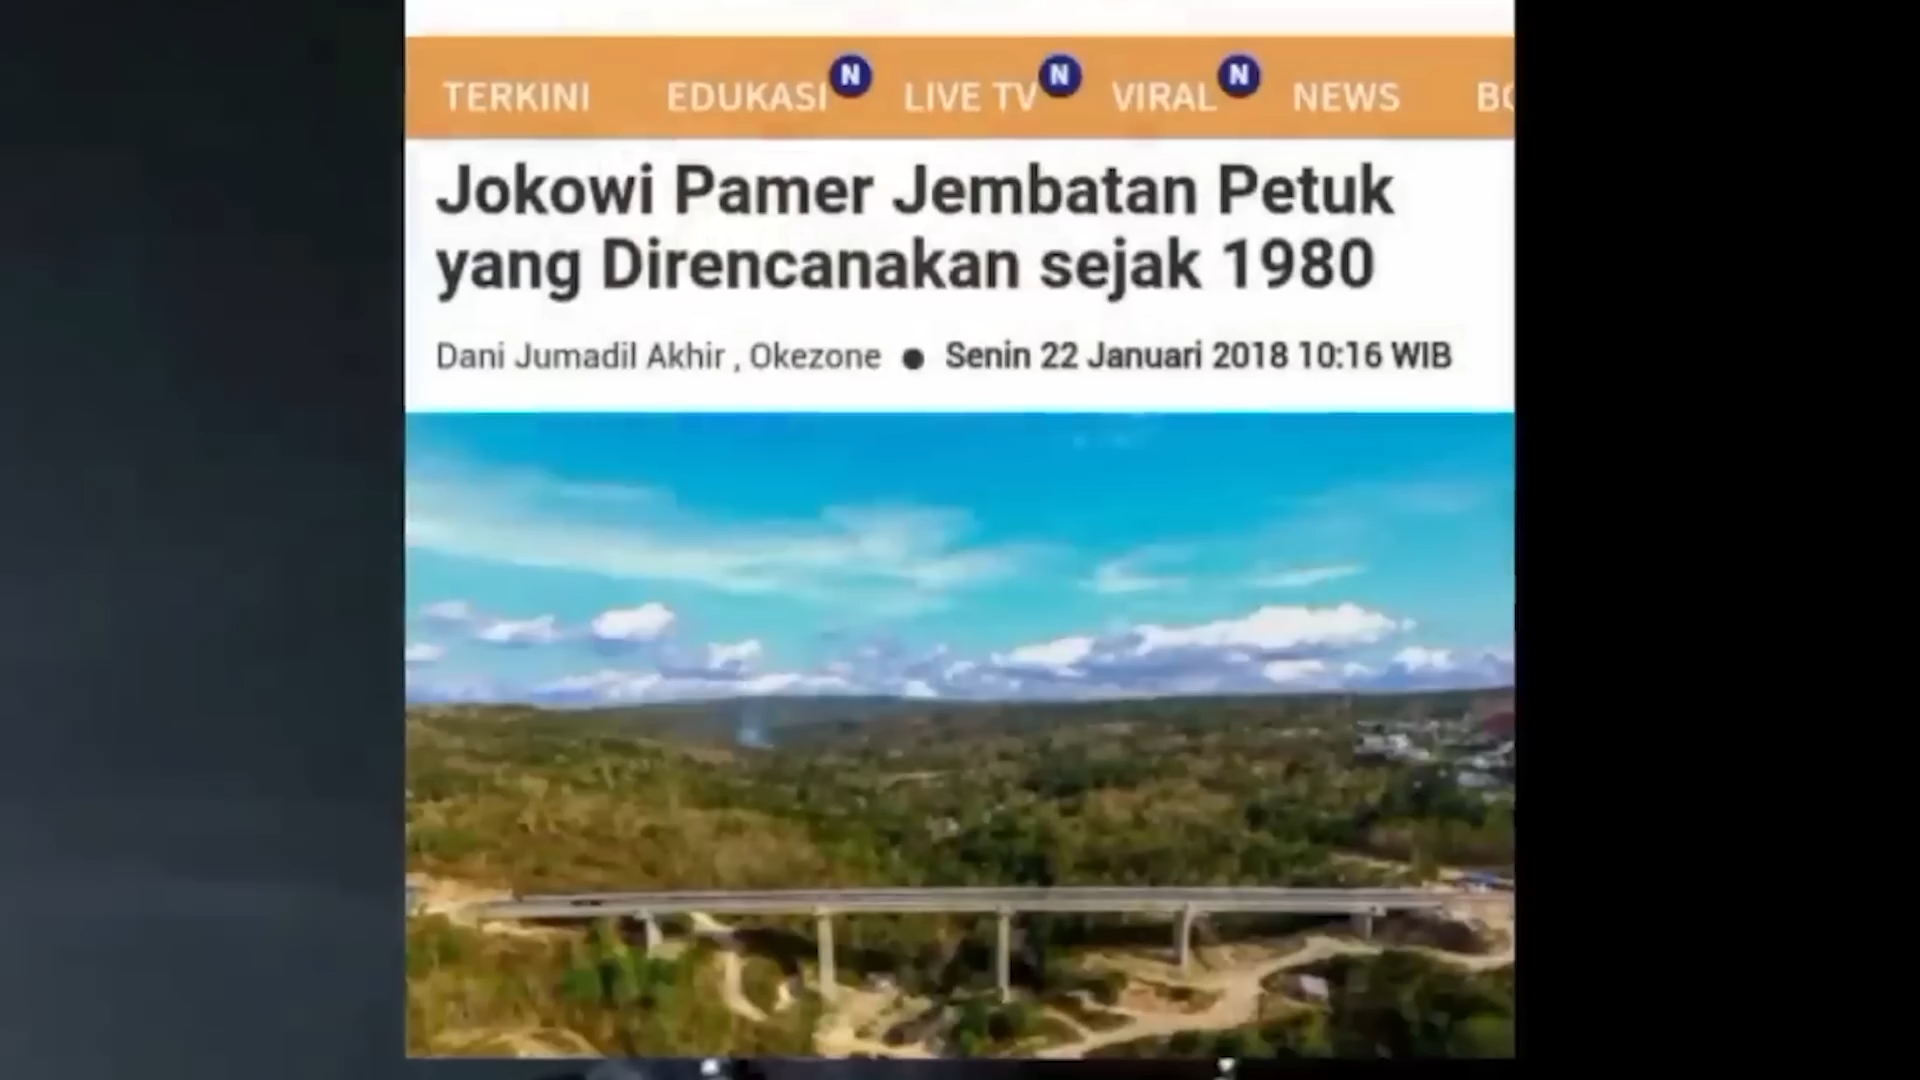 TERKINI EDUKASI N LIVE TV N VIRAL N NEWS
Jokowi Pamer Jembatan Petuk
yang Direncanakan sejak 1980
Dani Jumadil Akhir , Okezone ● Senin 22 Januari 2018 10:16 WIB